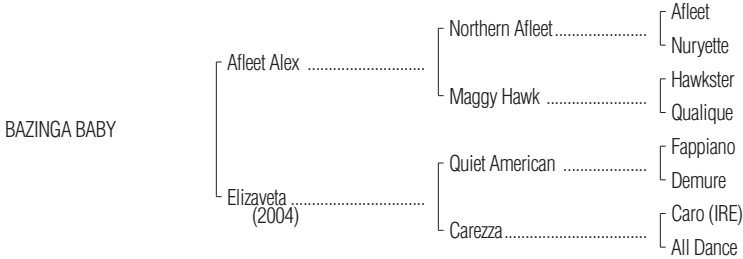 Afleet
Northern Afleet
Nuryette
Afleet Alex
Hawkster
Maggy Hawk
Qualique
BAZINGA BABY
Fappiano
Quiet American
Demure
Elizaveta
(2004)
Caro (IRE)
Carezza
All Dance